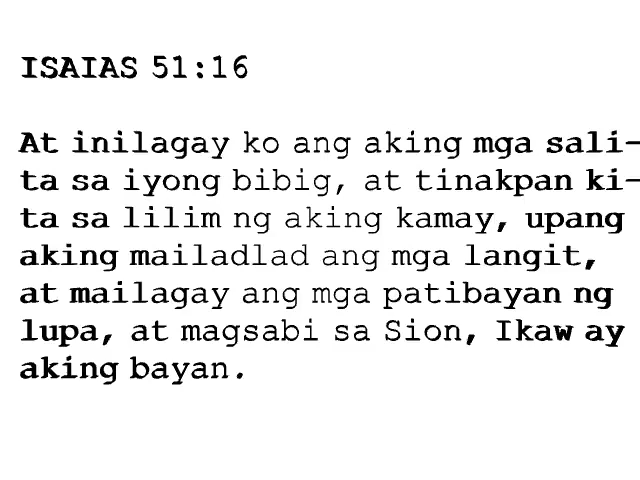 ISAIAS 51:16
At inilagay ko ang aking mga sali-
ta sa iyong bibig, at tinakpan ki-
ta sa lilim ng aking kamay, upang
aking mailadlad ang mga langit,
at mailagay ang mga patibayan ng
lupa, at magsabi sa Sion, Ikaw ay
aking bayan.